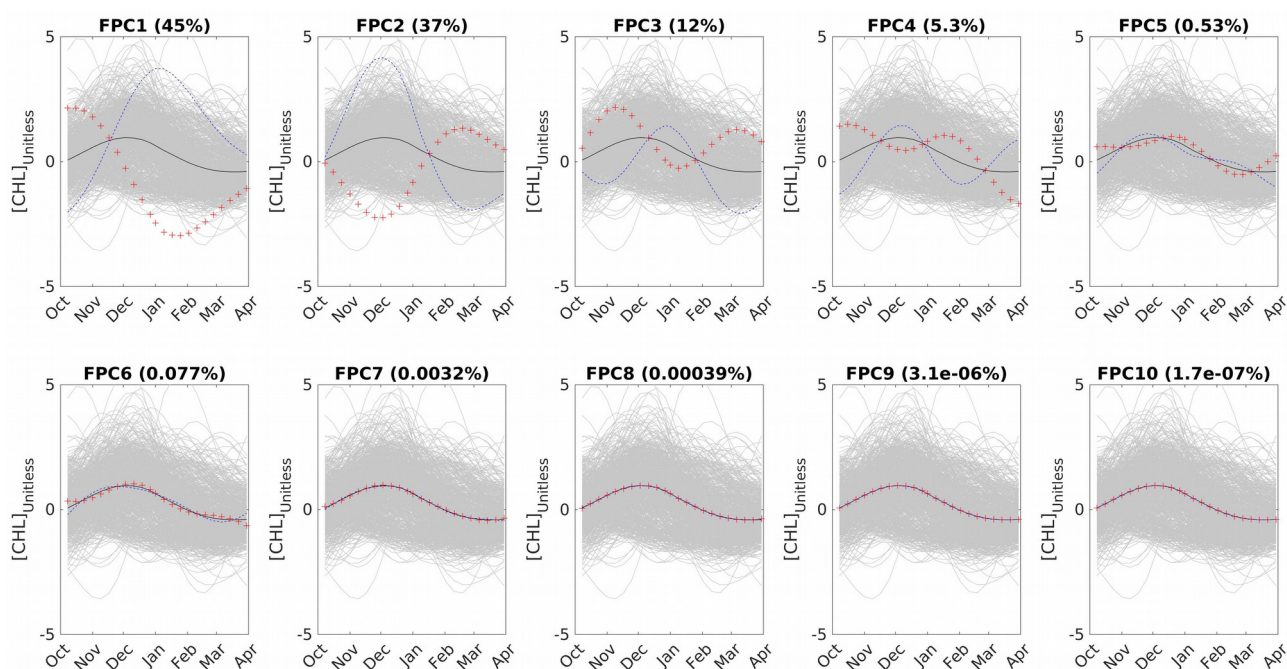 FPC1 (45%) FPC2 (37%) FPC3 (12%) FPC4 (5.3%) FPC5 (0.53%)
5 5 5 5 5
[CHL]Unitless [CHL]Unitless [CHL]Unitless [CHL]Unitless [CHL]Unitless
0 0 0 0 0
-5 -5 -5 -5 -5
Oct Nov Dec Jan Feb Mar Apr Oct Nov Dec Jan Feb Mar Apr Oct Nov Dec Jan Feb Mar Apr Oct Nov Dec Jan Feb Mar Apr Oct Nov Dec Jan Feb Mar Apr
FPC6 (0.077%) FPC7 (0.0032%) FPC8 (0.00039%) FPC9 (3.1e-06%) FPC10 (1.7e-07%)
5 5 5 5 5
[CHL]Unitless [CHL]Unitless [CHL]Unitless [CHL]Unitless [CHL]Unitless
0 0 0 0 0
-5 -5 -5 -5 -5
Oct Nov Dec Jan Feb Mar Apr Oct Nov Dec Jan Feb Mar Apr Oct Nov Dec Jan Feb Mar Apr Oct Nov Dec Jan Feb Mar Apr Oct Nov Dec Jan Feb Mar Apr